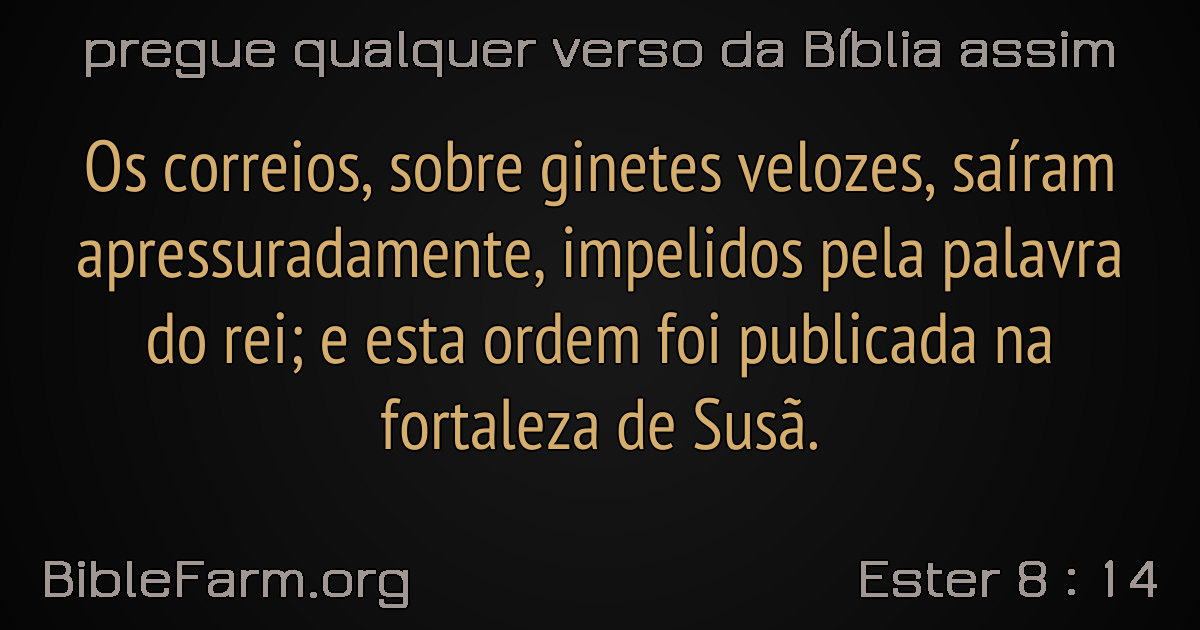 pregue qualquer verso da Bíblia assim
Os correios, sobre ginetes velozes, saíram
apressuradamente, impelidos pela palavra
do rei; e esta ordem foi publicada na
fortaleza de Susã.
BibleFarm.org
Ester 8 : 14